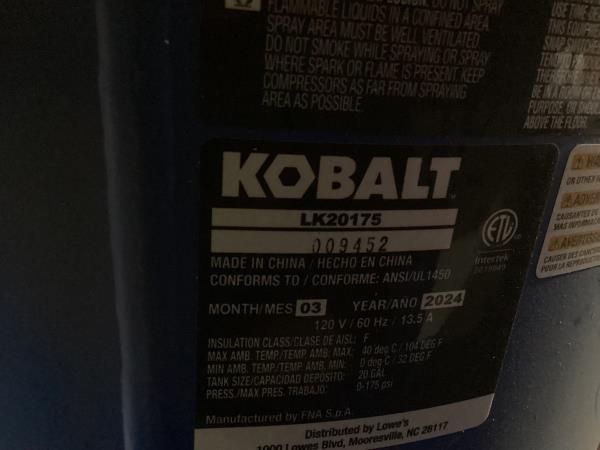 FLAMMABLE LIQUIDS IN A CONFINED AREA.
SPRAY AREA MUST BE WELL VENTILATED.
DO NOT SMOKE WHILE SPRAYING OR SPRAY
WHERE SPARK OR FLAME IS PRESENT. KEEP
COMPRESSORS AS FAR FROM SPRAYING
AREA AS POSSIBLE.
ABOVE THE FLOOR.
KOBALT
LK20175
009452
MADE IN CHINA / HECHO EN CHINA
CONFORMS TO / CONFORME: ANSI/UL1450
ETL
Intertek
MONTH/MES 03 YEAR/AÑO 2024
120 V / 60 Hz / 13.5 A
INSULATION CLASS/CLASE DE AISL: F
MAX AMB. TEMP/TEMP. AMB. MAX: 40 deg C / 104 DEG F
MIN AMB. TEMP/TEMP. AMB. MIN: 0 deg C / 32 DEG F
TANK SIZE/CAPACIDAD DEPOSITO: 20 GAL
PRESS./MAX PRES. TRABAJO: 0-175 psi
Manufactured by FNA S.p.A.
Distributed by Lowe's
1000 Lowes Blvd, Mooresville, NC 28117